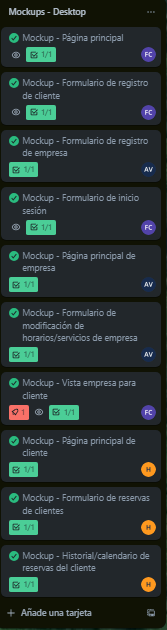 Mockups - Desktop
Mockup - Página principal
1/1
FC
Mockup - Formulario de registro
de cliente
1/1
FC
Mockup - Formulario de registro
de empresa
1/1
AV
Mockup - Formulario de inicio
sesión
1/1
FC
Mockup - Página principal de
empresa
1/1
AV
Mockup - Formulario de
modificación de
horarios/servicios de empresa
1/1
AV
Mockup - Vista empresa para
cliente
1
1/1
FC
Mockup - Página principal de
cliente
1/1
H
Mockup - Formulario de reservas
de clientes
1/1
H
Mockup - Historial/calendario de
reservas del cliente
1/1
H
Añade una tarjeta